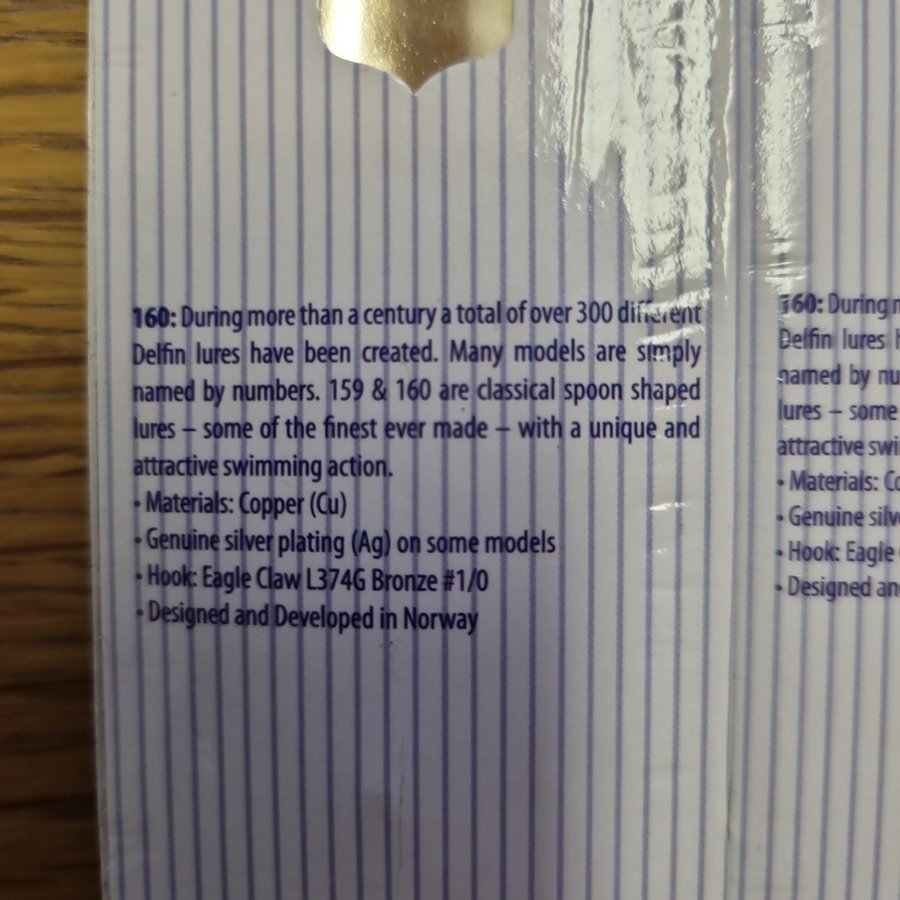 160: During more than a century a total of over 300 different
Delfin lures have been created. Many models are simply
named by numbers. 159 & 160 are classical spoon shaped
lures – some of the finest ever made – with a unique and
attractive swimming action.
• Materials: Copper (Cu)
• Genuine silver plating (Ag) on some models
• Hook: Eagle Claw L374G Bronze #1/0
• Designed and Developed in Norway
160: During
Delfin lures
named by
lures – some
attractive
• Materials:
• Genuine
• Hook: Eagle
• Designed